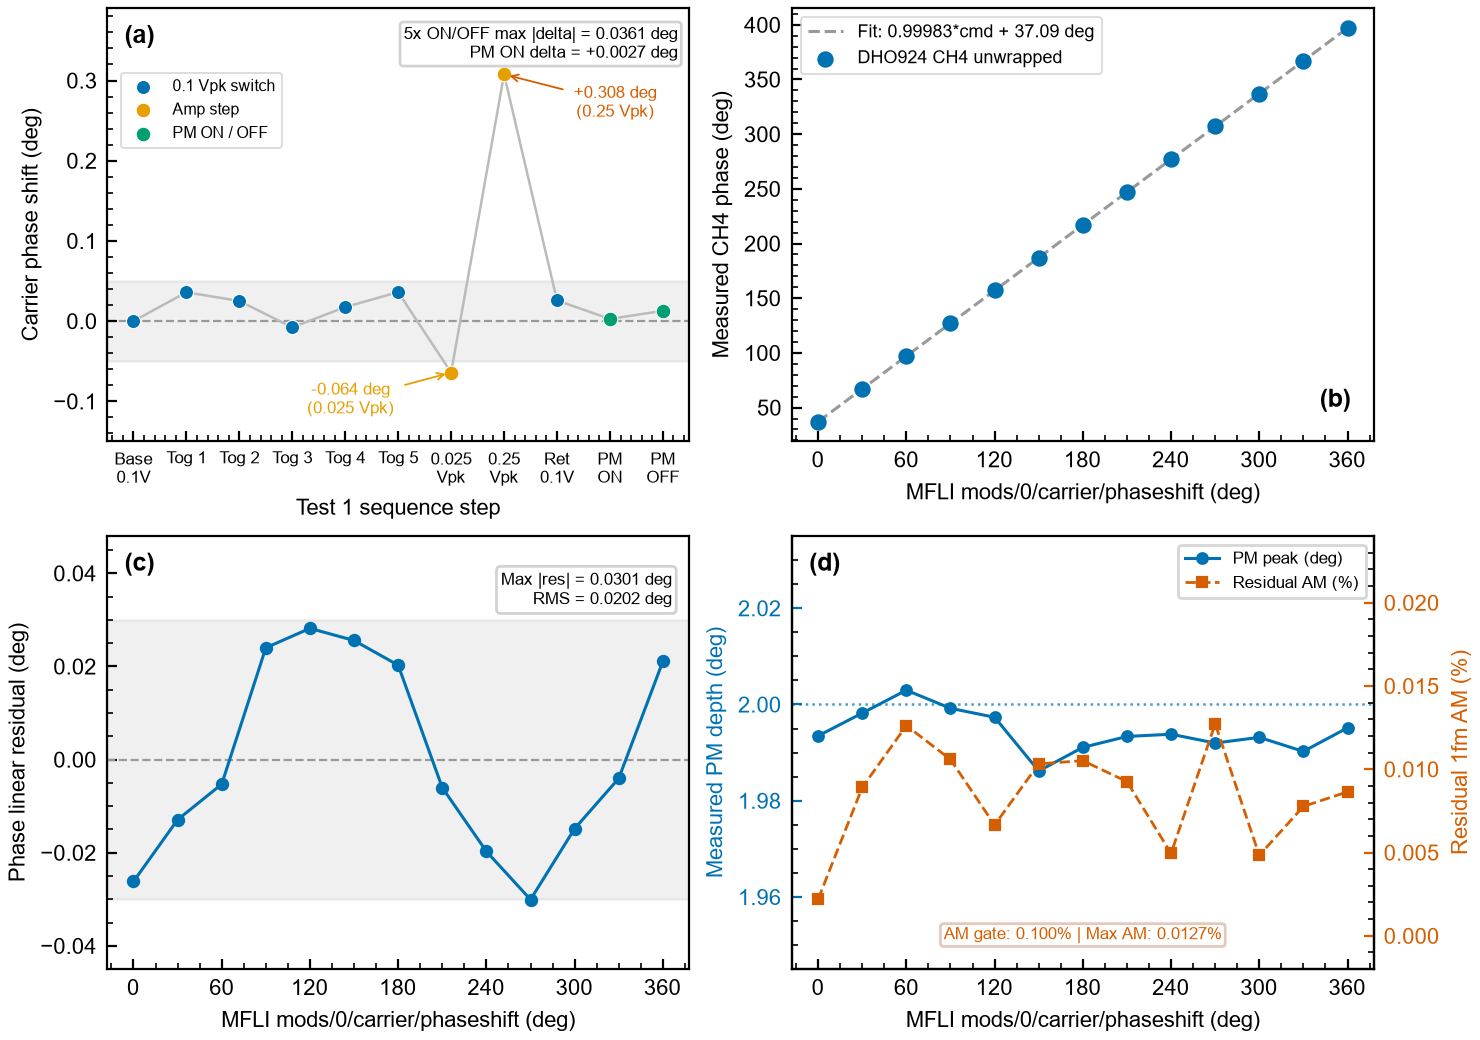 (a)
5x ON/OFF max |delta| = 0.0361 deg
PM ON delta = +0.0027 deg
0.1 Vpk switch
Amp step
PM ON / OFF
+0.308 deg
(0.25 Vpk)
-0.064 deg
(0.025 Vpk)
Carrier phase shift (deg)
0.3
0.2
0.1
0.0
−0.1
Base
0.1V
Tog 1
Tog 2
Tog 3
Tog 4
Tog 5
0.025
Vpk
0.25
Vpk
Ret
0.1V
PM
ON
PM
OFF
Test 1 sequence step
Fit: 0.99983*cmd + 37.09 deg
DHO924 CH4 unwrapped
(b)
Measured CH4 phase (deg)
400
350
300
250
200
150
100
50
0 60 120 180 240 300 360
MFLI mods/0/carrier/phaseshift (deg)
(c)
Max |res| = 0.0301 deg
RMS = 0.0202 deg
Phase linear residual (deg)
0.04
0.02
0.00
−0.02
−0.04
0 60 120 180 240 300 360
MFLI mods/0/carrier/phaseshift (deg)
(d)
PM peak (deg)
Residual AM (%)
Measured PM depth (deg)
2.02
2.00
1.98
1.96
AM gate: 0.100% | Max AM: 0.0127%
0.020
0.015
0.010
0.005
0.000
Residual 1fm AM (%)
0 60 120 180 240 300 360
MFLI mods/0/carrier/phaseshift (deg)